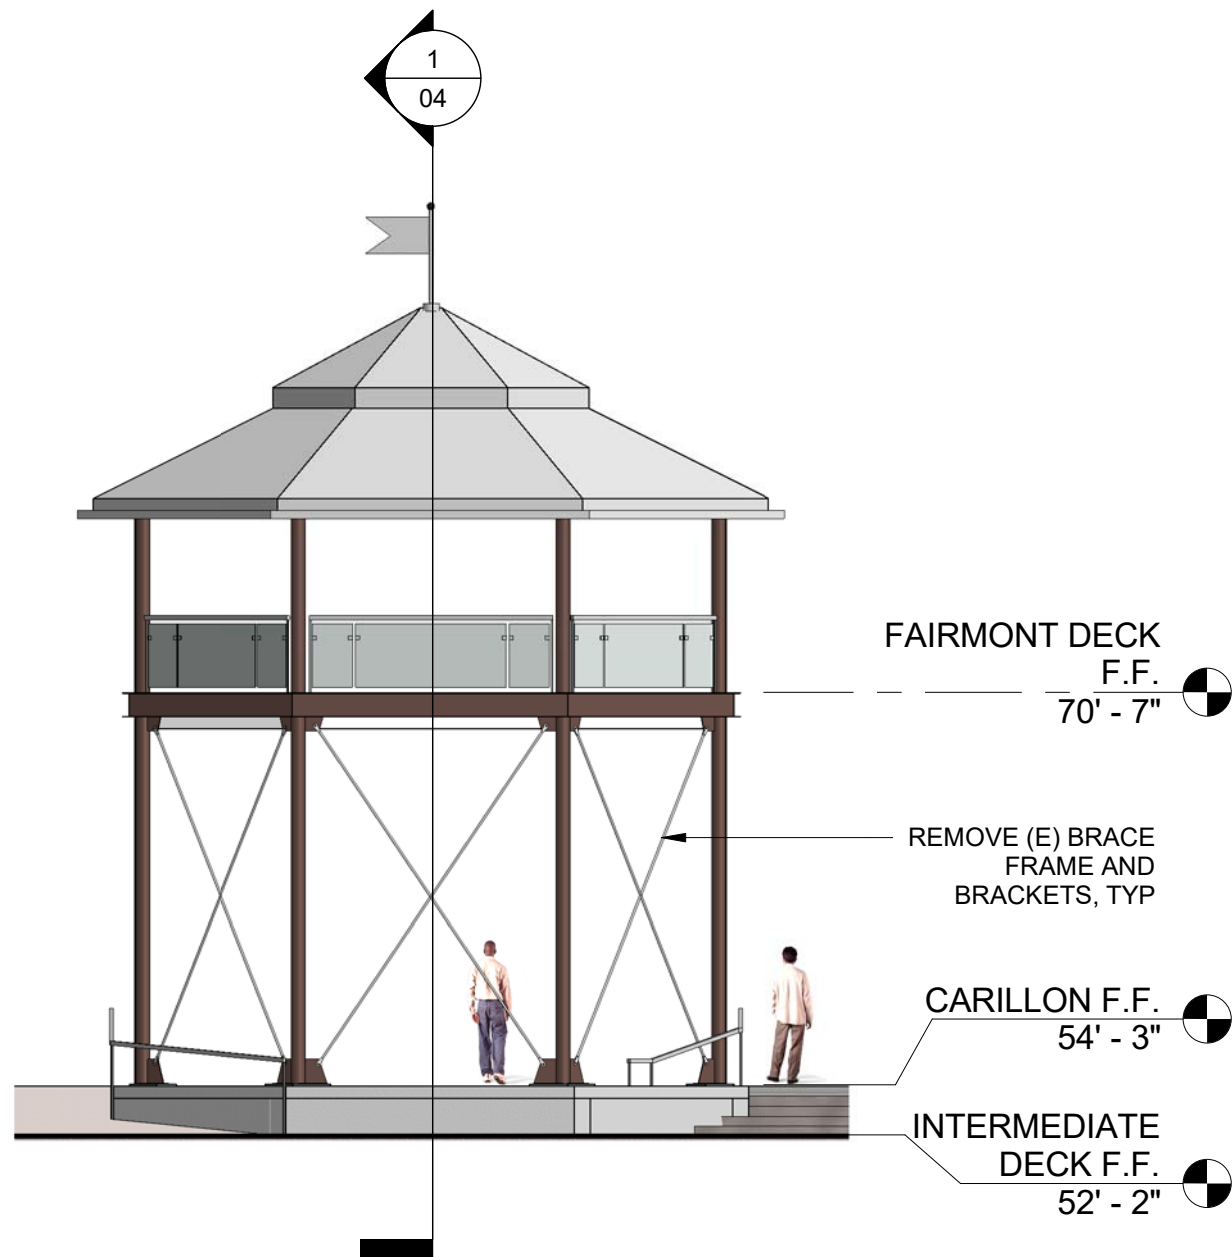 1
04
FAIRMONT DECK
F.F.
70' - 7"
REMOVE (E) BRACE
FRAME AND
BRACKETS, TYP
CARILLON F.F.
54' - 3"
INTERMEDIATE
DECK F.F.
52' - 2"